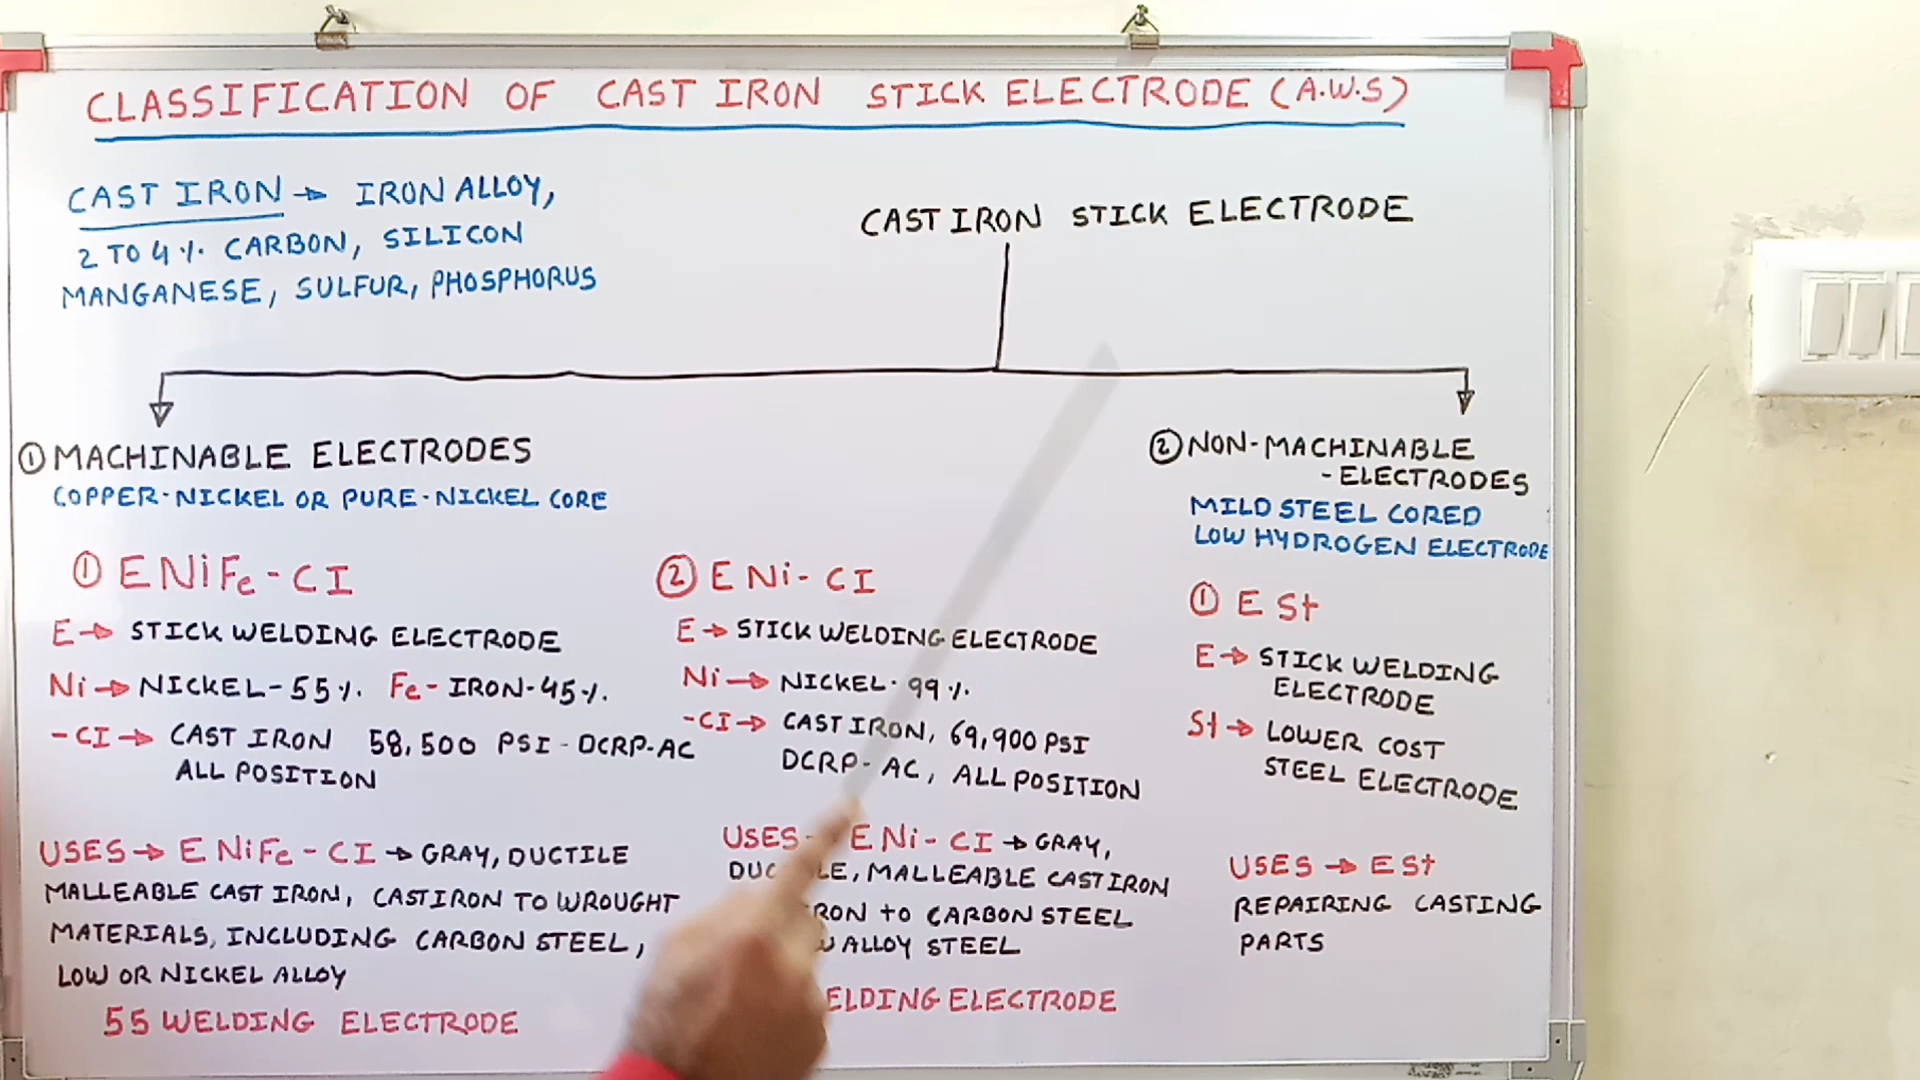 CLASSIFICATION OF CAST IRON STICK ELECTRODE (A.W.S)
CAST IRON → IRON ALLOY,
2 TO 4 %. CARBON, SILICON
MANGANESE, SULFUR, PHOSPHORUS
CAST IRON STICK ELECTRODE
① MACHINABLE ELECTRODES
COPPER-NICKEL OR PURE-NICKEL CORE
① ENiFe-CI
E → STICK WELDING ELECTRODE
Ni → NICKEL-55%. Fe-IRON-45%.
-CI → CAST IRON 58,500 PSI-DCRP-AC
ALL POSITION
USES → ENiFe-CI → GRAY, DUCTILE
MALLEABLE CAST IRON, CAST IRON TO WROUGHT
MATERIALS, INCLUDING CARBON STEEL,
LOW OR NICKEL ALLOY
55 WELDING ELECTRODE
② ENi-CI
E → STICK WELDING ELECTRODE
Ni → NICKEL-99%.
-CI → CAST IRON, 69,900 PSI
DCRP-AC, ALL POSITION
USES - ENi-CI → GRAY,
MALLEABLE CAST IRON
TO CARBON STEEL
ALLOY STEEL
ELECTRODE
② NON-MACHINABLE
-ELECTRODES
MILD STEEL CORED
LOW HYDROGEN ELECTRODE
① ESt
E → STICK WELDING
ELECTRODE
St → LOWER COST
STEEL ELECTRODE
USES → ESt
REPAIRING CASTING
PARTS